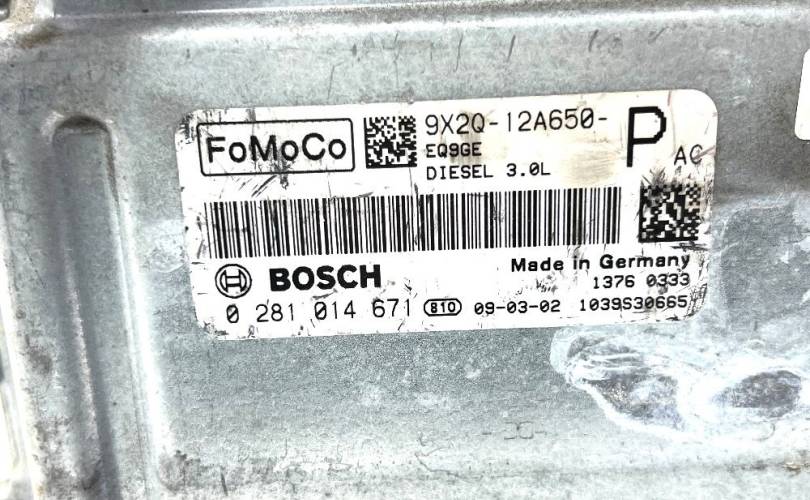 FoMoCo
9X2Q-12A650-
P
EQ9GE
DIESEL 3.0L
AC
BOSCH
Made in Germany
1376 0333
0 281 014 671 810 09-03-02 1039S30665